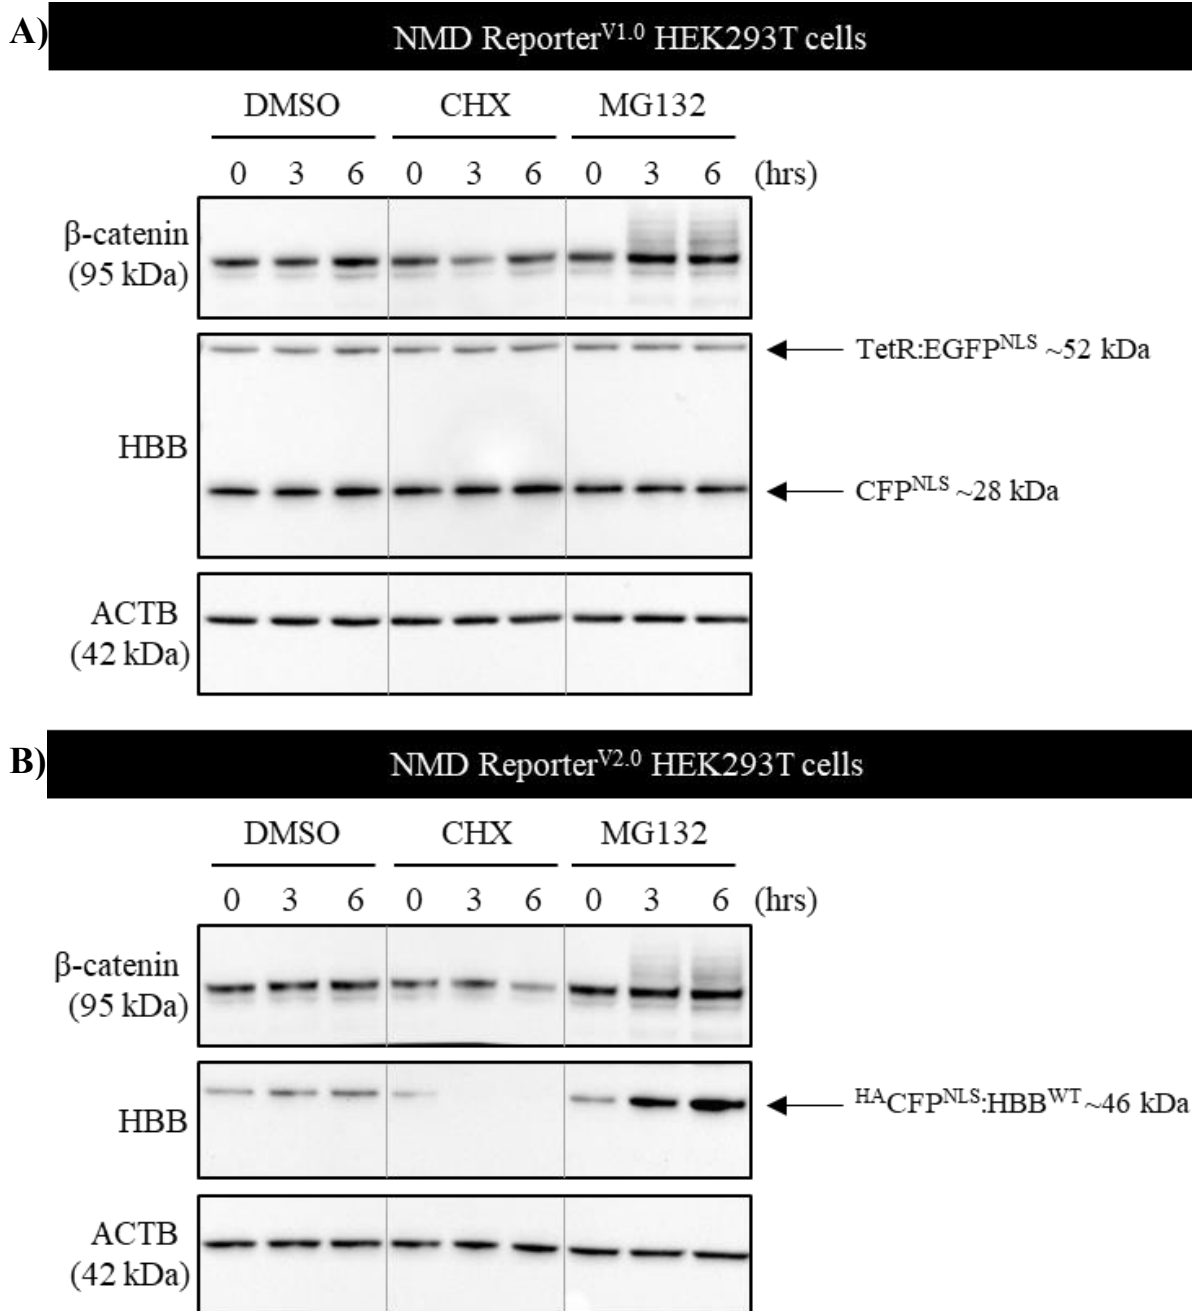 A)
NMD Reporter^V1.0 HEK293T cells
DMSO CHX MG132
0 3 6 0 3 6 0 3 6 (hrs)
β-catenin
(95 kDa)
TetR:EGFP^NLS ~52 kDa
HBB
CFP^NLS ~28 kDa
ACTB
(42 kDa)
B)
NMD Reporter^V2.0 HEK293T cells
DMSO CHX MG132
0 3 6 0 3 6 0 3 6 (hrs)
β-catenin
(95 kDa)
HBB
^HA CFP^NLS:HBB^WT ~46 kDa
ACTB
(42 kDa)